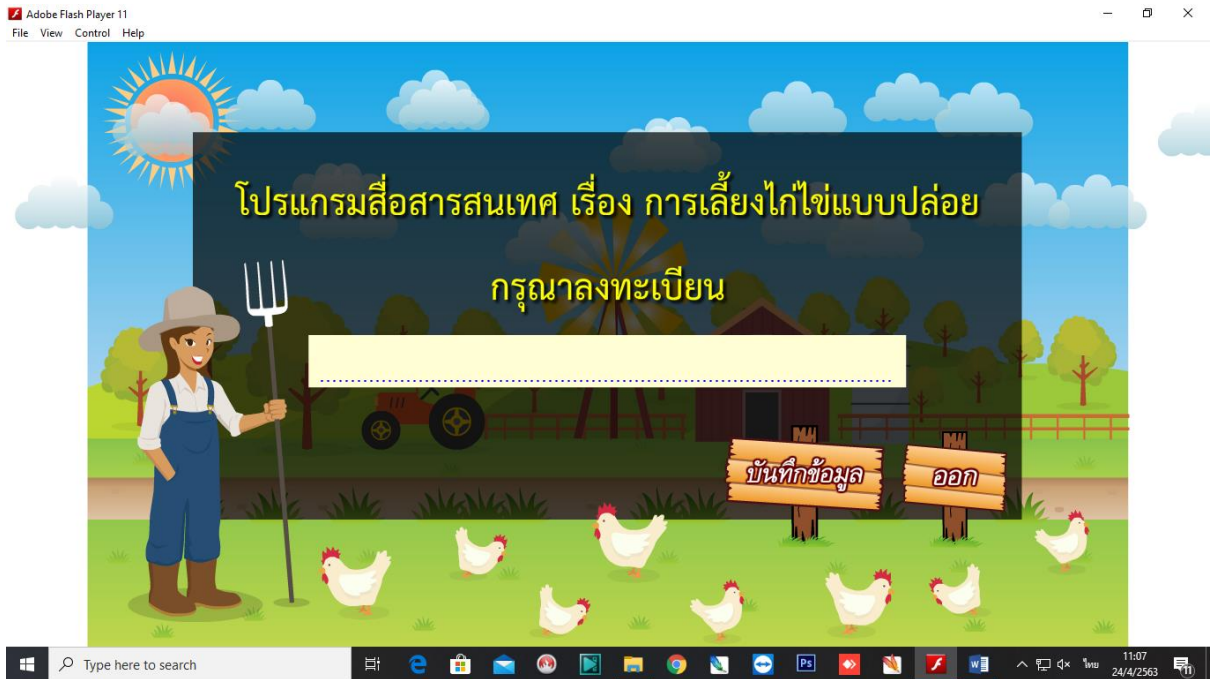 Adobe Flash Player 11
File View Control Help
โปรแกรมสื่อสารสนเทศ เรื่อง การเลี้ยงไก่ไข่แบบปล่อย
กรุณาลงทะเบียน
บันทึกข้อมูล
ออก
Type here to search
Ps
ไทย
11:07
24/4/2563
11